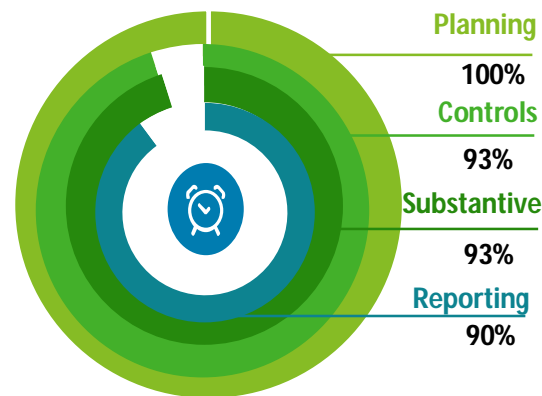 Planning
100%
Controls
93%
Substantive
93%
Reporting
90%